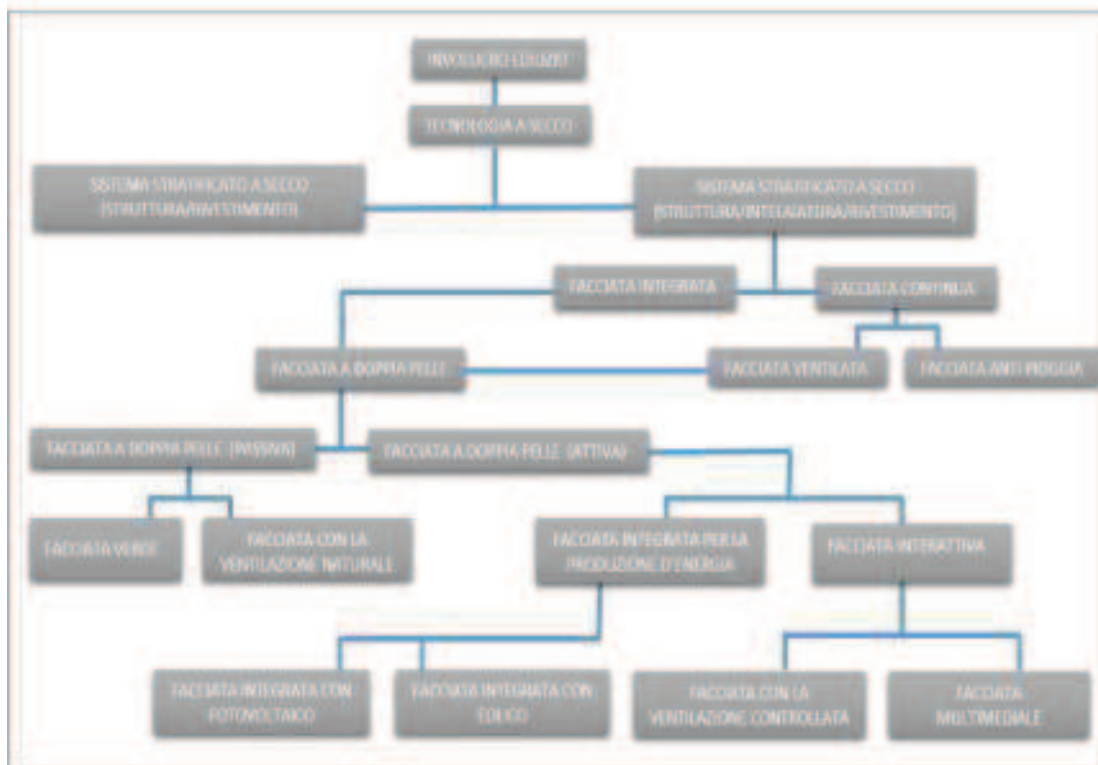 INVOLUCRO EDILIZIO
TECNOLOGIA A SECCO
SISTEMA STRATIFICATO A SECCO
(STRUTTURA/RIVESTIMENTO)
SISTEMA STRATIFICATO A SECCO
(STRUTTURA/INTELAIATURA/RIVESTIMENTO)
FACCIATA INTEGRATA
FACCIATA CONTINUA
FACCIATA A DOPPIA PELLE
FACCIATA VENTILATA
FACCIATA ANTI-PIOGGIA
FACCIATA A DOPPIA PELLE (PASSIVA)
FACCIATA A DOPPIA PELLE (ATTIVA)
FACCIATA VERDE
FACCIATA CON LA
VENTILAZIONE NATURALE
FACCIATA INTEGRATA PER LA
PRODUZIONE D'ENERGIA
FACCIATA INTERATTIVA
FACCIATA INTEGRATA CON
FOTOVOLTAICO
FACCIATA INTEGRATA CON
EOLICO
FACCIATA CON LA
VENTILAZIONE CONTROLLATA
FACCIATA
MULTIMEDIALE